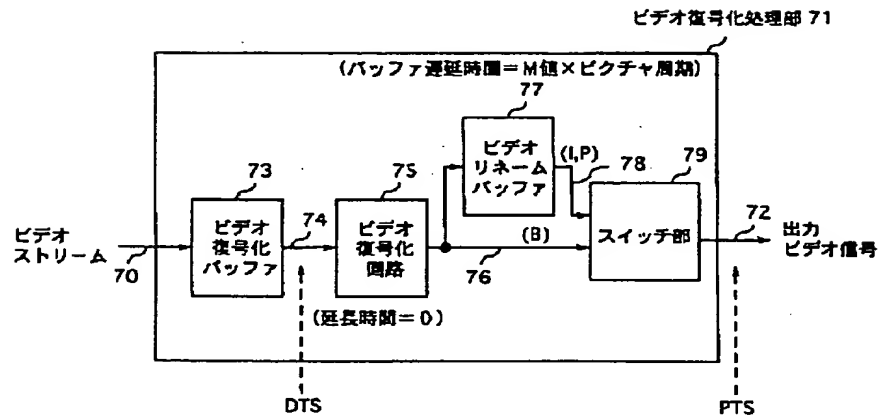 ビデオ復号化処理部 71
(バッファ遅延時間=M値×ピクチャ周期)
77
ビデオ
リネーム
バッファ
(I,P)
78
79
スイッチ部
73
ビデオ
復号化
バッファ
74
75
ビデオ
復号化
回路
(B)
76
72
出力
ビデオ信号
ビデオ
ストリーム
70
(延長時間=0)
DTS
PTS